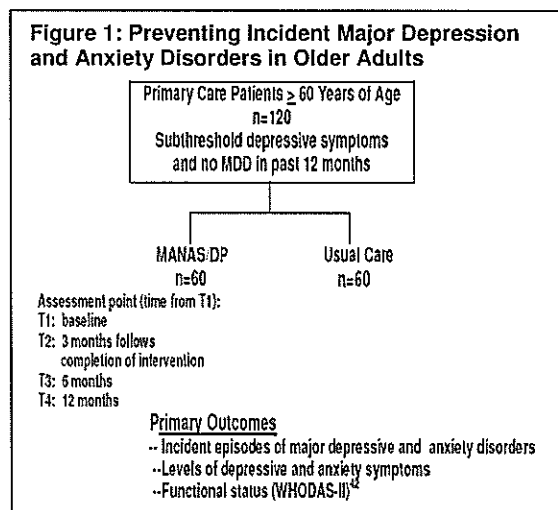 Figure 1: Preventing Incident Major Depression
and Anxiety Disorders in Older Adults
Primary Care Patients ≥ 60 Years of Age
n=120
Subthreshold depressive symptoms
and no MDD in past 12 months
MANAS/DP
n=60
Usual Care
n=60
Assessment point (time from T1):
T1: baseline
T2: 3 months follows
completion of intervention
T3: 6 months
T4: 12 months
Primary Outcomes
-- Incident episodes of major depressive and anxiety disorders
--Levels of depressive and anxiety symptoms
--Functional status (WHODAS-II)42